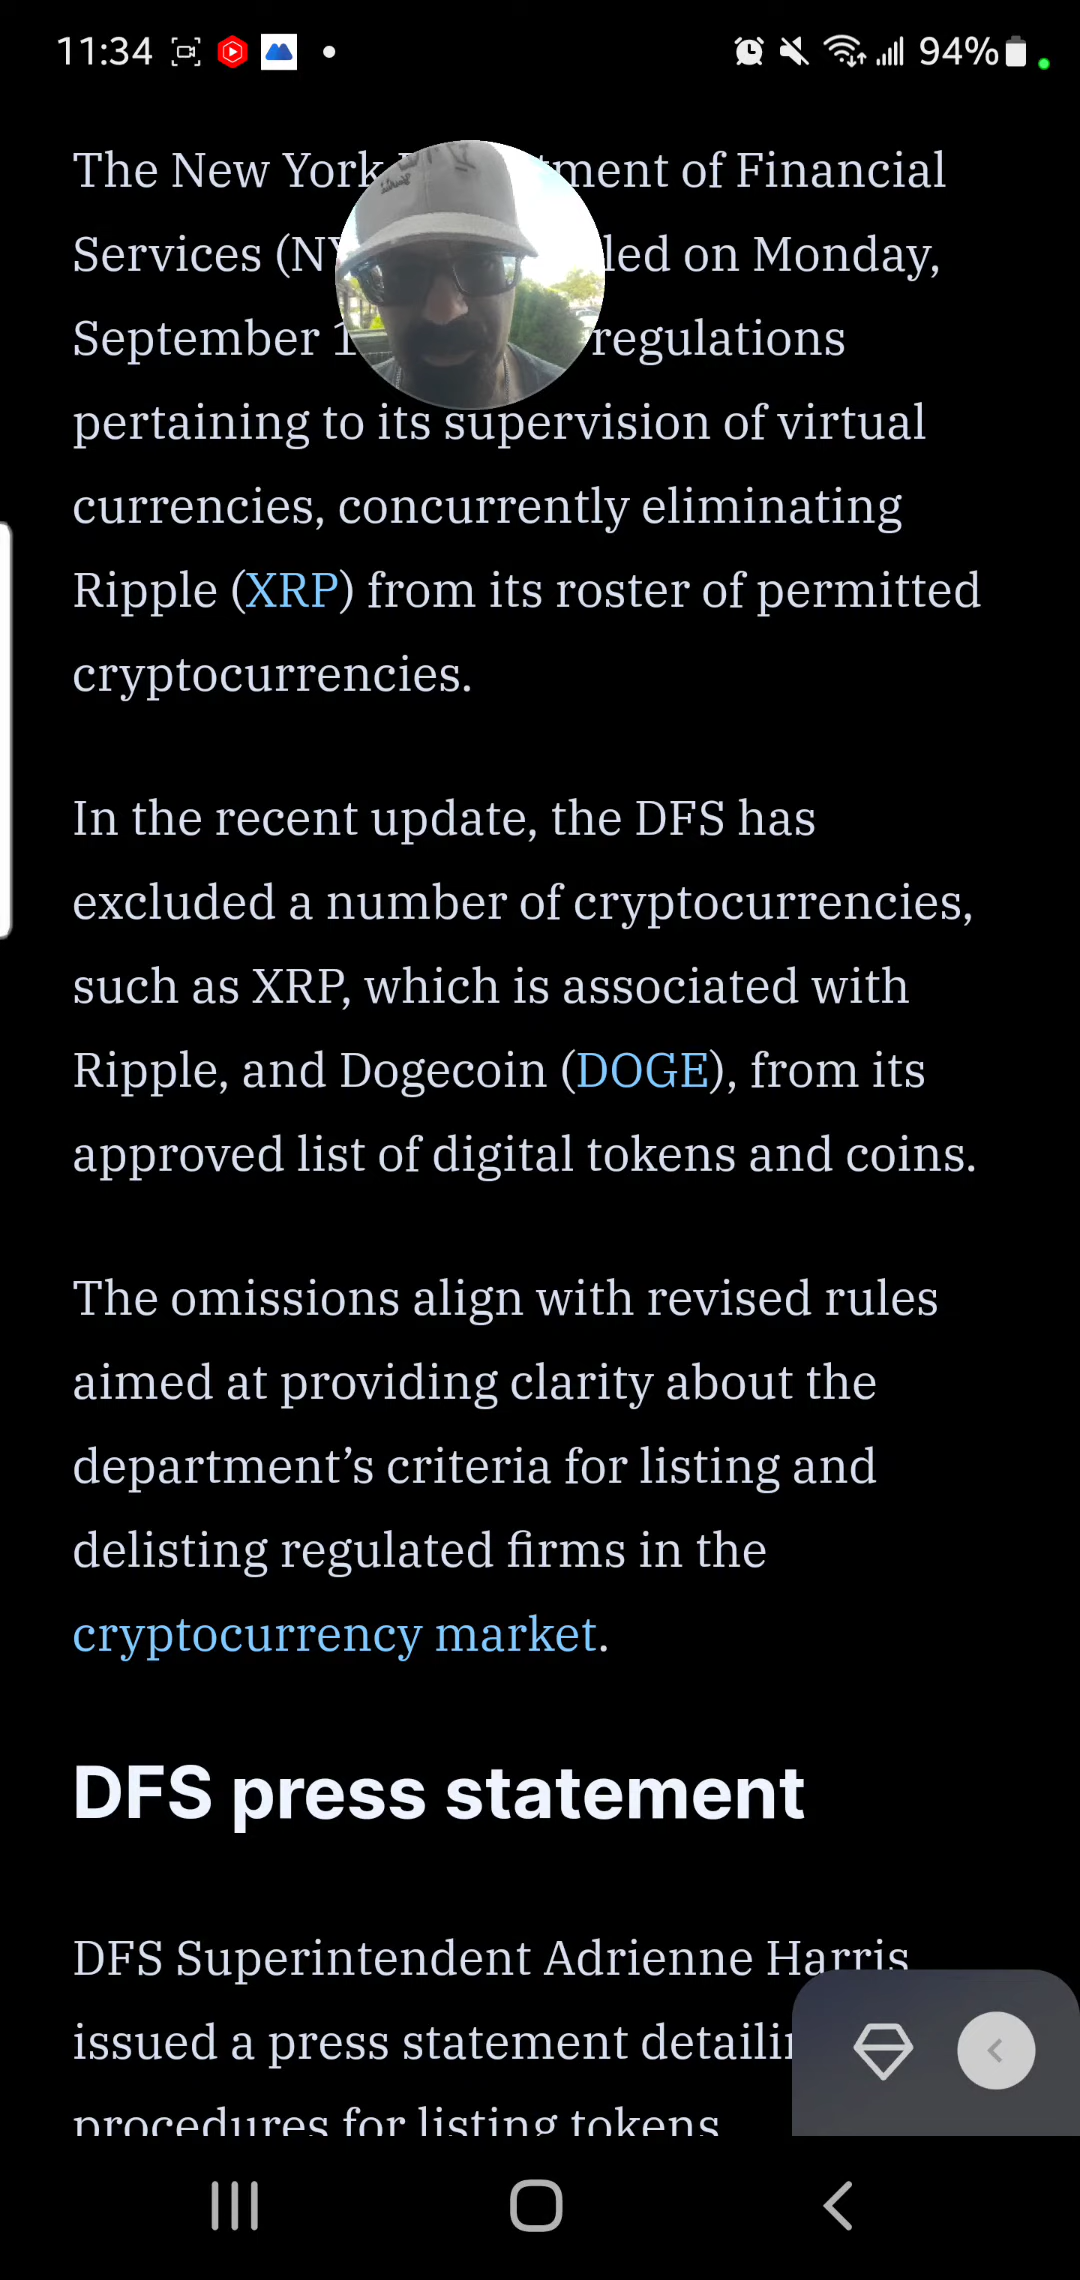 11:34 94%
The New York ment of Financial
Services (NY led on Monday,
September 1 regulations
pertaining to its supervision of virtual
currencies, concurrently eliminating
Ripple (XRP) from its roster of permitted
cryptocurrencies.
In the recent update, the DFS has
excluded a number of cryptocurrencies,
such as XRP, which is associated with
Ripple, and Dogecoin (DOGE), from its
approved list of digital tokens and coins.
The omissions align with revised rules
aimed at providing clarity about the
department’s criteria for listing and
delisting regulated firms in the
cryptocurrency market.
DFS press statement
DFS Superintendent Adrienne Harris
issued a press statement detailin
procedures for listing tokens